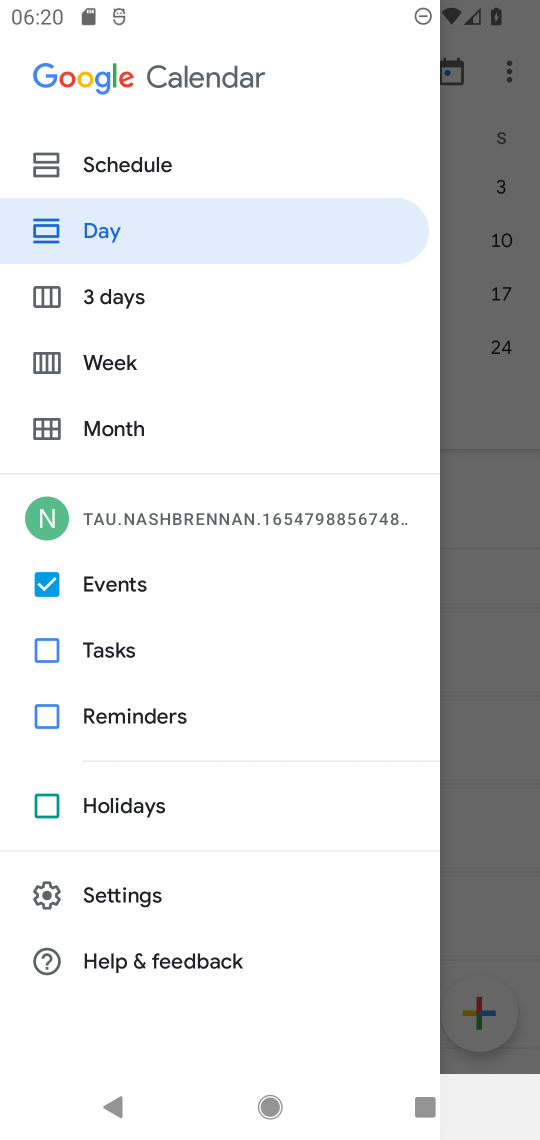 06:20
Google Calendar
S
Schedule
3
Day
10
3 days
17
Week
24
Month
N TAU.NASHBRENNAN.1654798856748..
Events
Tasks
Reminders
Holidays
Settings
Help & feedback